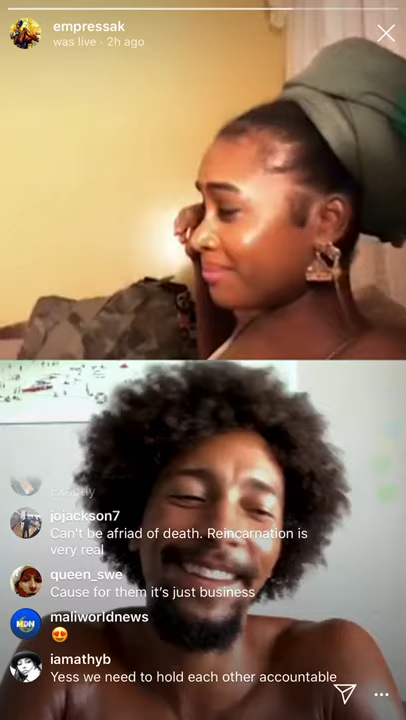 empressak
was live · 2h ago
Exactly
jojackson7
Can't be afriad of death. Reincarnation is
very real
queen_swe
Cause for them it's just business
maliworldnews
MDN
😍
iamathyb
Yess we need to hold each other accountable